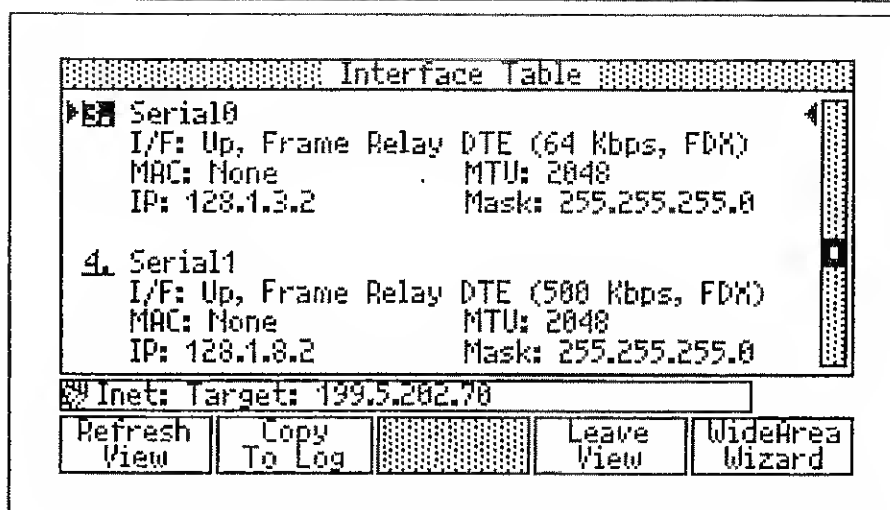 Interface Table
3. Serial0
I/F: Up, Frame Relay DTE (64 Kbps, FDX)
MAC: None MTU: 2048
IP: 128.1.3.2 Mask: 255.255.255.0
4. Serial1
I/F: Up, Frame Relay DTE (500 Kbps, FDX)
MAC: None MTU: 2048
IP: 128.1.8.2 Mask: 255.255.255.0
Inet: Target: 199.5.202.70
Refresh View
Copy To Log
Leave View
WideArea Wizard